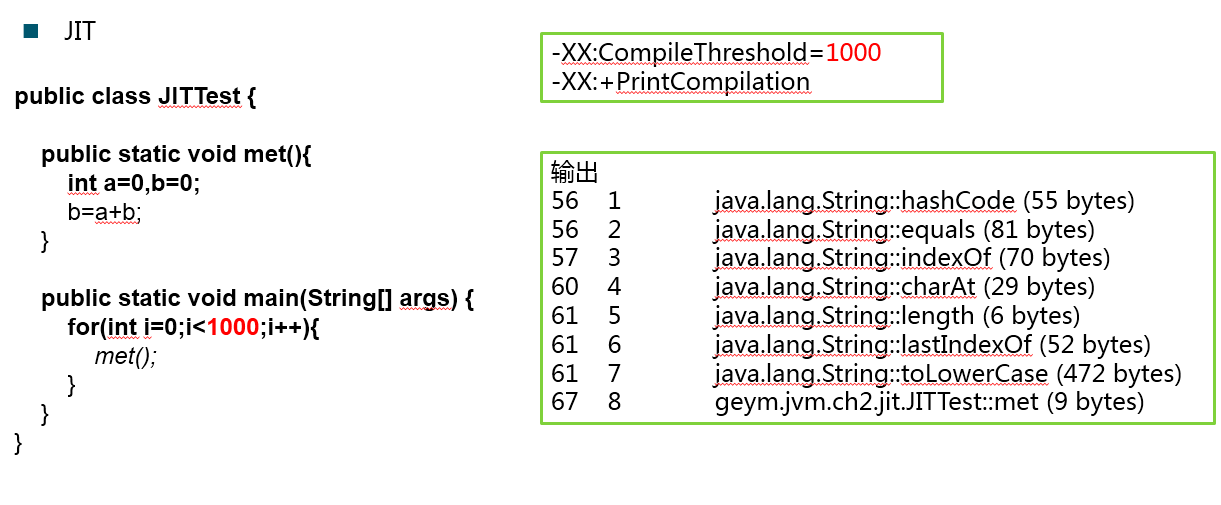 JIT
public class JITTest {
public static void met(){
int a=0,b=0;
b=a+b;
}
public static void main(String[] args) {
for(int i=0;i<1000;i++){
met();
}
}
}
-XX:CompileThreshold=1000
-XX:+PrintCompilation
输出
56 1 java.lang.String::hashCode (55 bytes)
56 2 java.lang.String::equals (81 bytes)
57 3 java.lang.String::indexOf (70 bytes)
60 4 java.lang.String::charAt (29 bytes)
61 5 java.lang.String::length (6 bytes)
61 6 java.lang.String::lastIndexOf (52 bytes)
61 7 java.lang.String::toLowerCase (472 bytes)
67 8 geym.jvm.ch2.jit.JITTest::met (9 bytes)